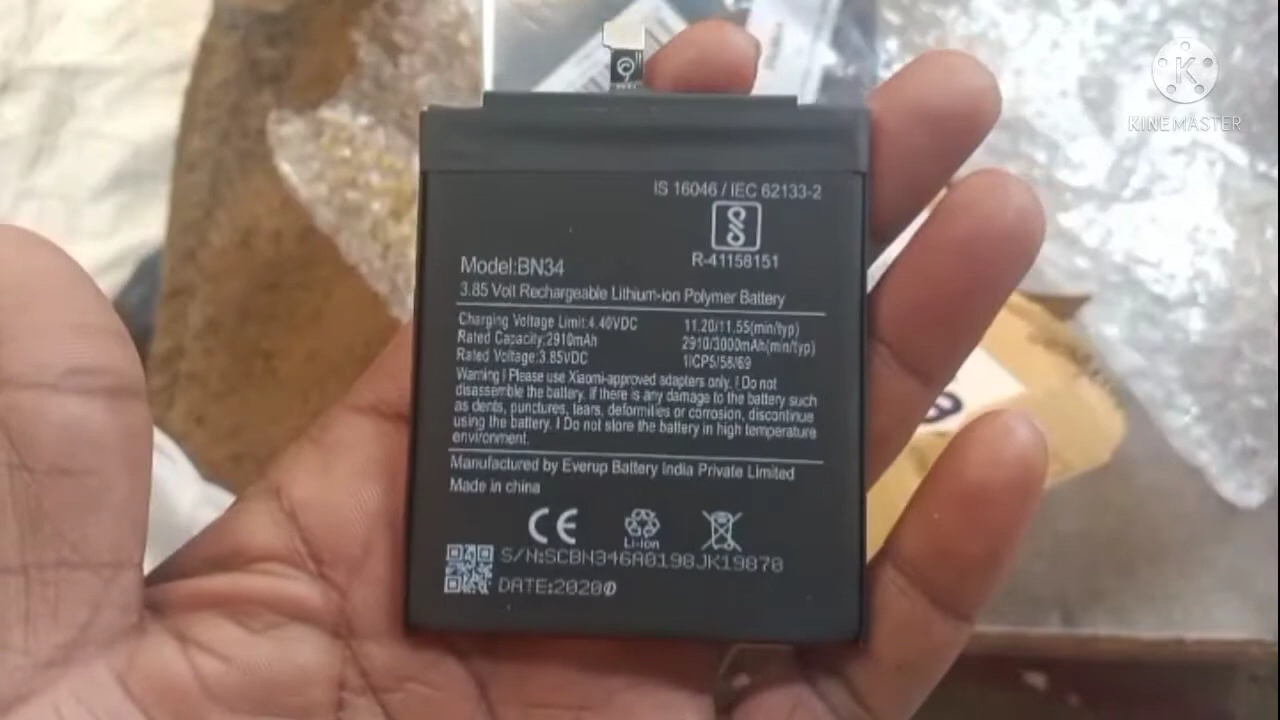 KINEMASTER
IS 16046 / IEC 62133-2
R-41158151
Model:BN34
3.85 Volt Rechargeable Lithium-ion Polymer Battery
Charging Voltage Limit:4.40VDC 11.20/11.55(min/typ)
Rated Capacity:2910mAh 2910/3000mAh(min/typ)
Rated Voltage:3.85VDC 1ICP5/58/69
Warning ! Please use Xiaomi-approved adapters only. ! Do not
disassemble the battery. if there is any damage to the battery such
as dents, punctures, tears, deformities or corrosion, discontinue
using the battery. ! Do not store the battery in high temperature
environment.
Manufactured by Everup Battery India Private Limited
Made in china
CE
Li-ion
S/N:SCBN346A0198JK19870
DATE:2020